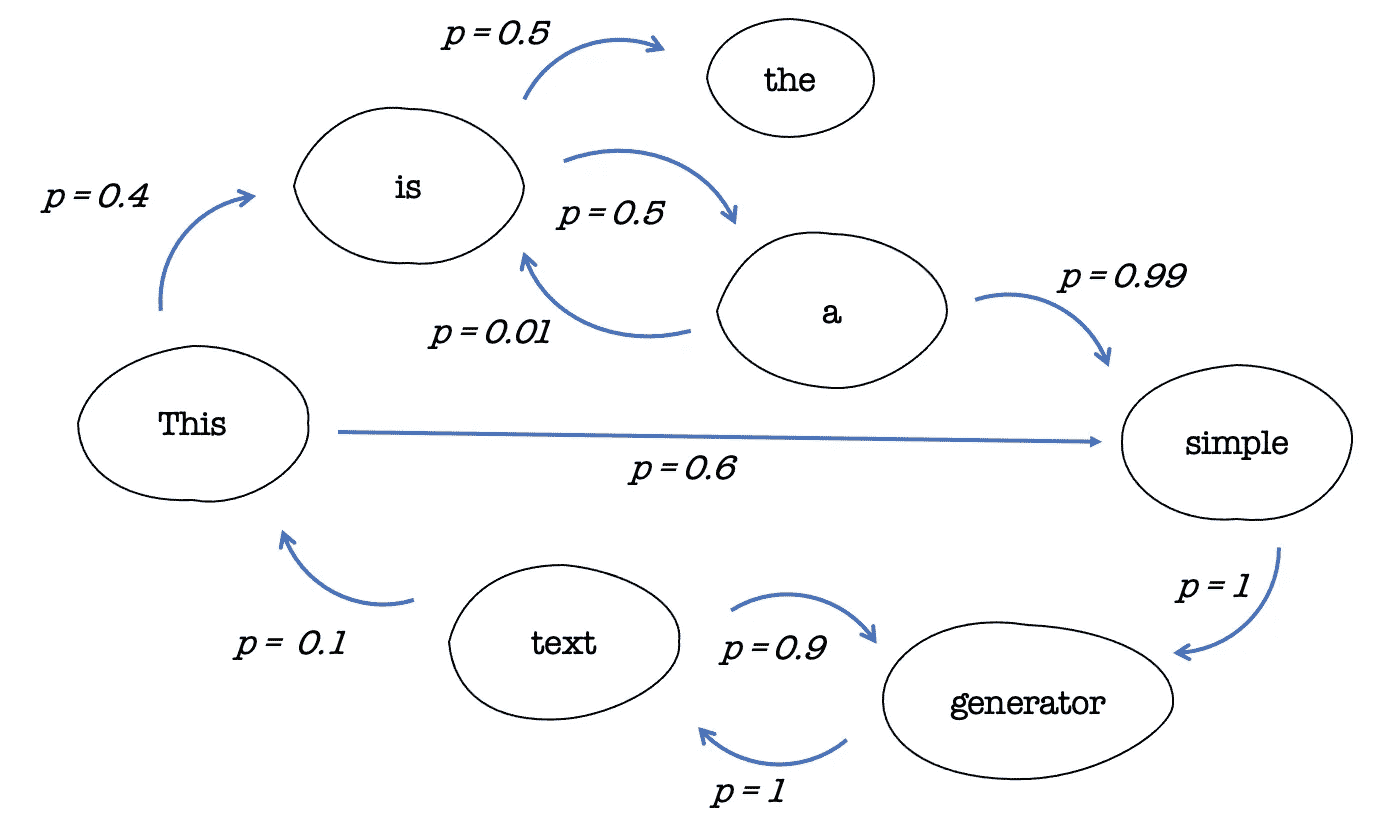 p = 0.5
the
is
p = 0.4
p = 0.5
p = 0.99
a
p = 0.01
This
simple
p = 0.6
p = 1
text
p = 0.1
p = 0.9
generator
p = 1